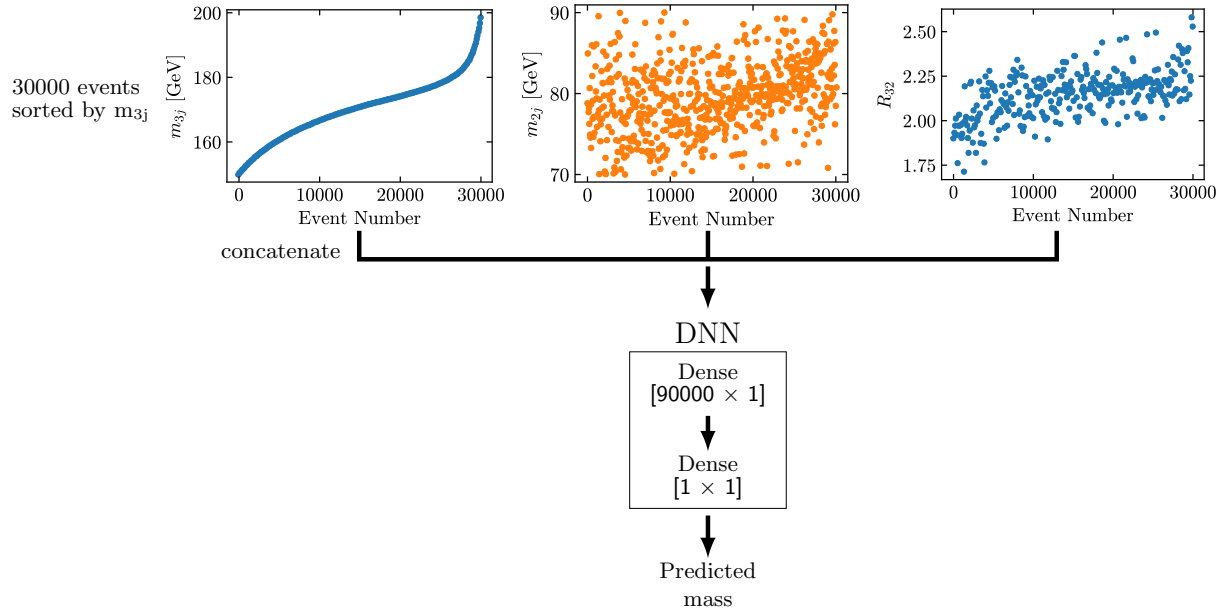 30000 events
sorted by m3j
200
180
160
m3j [GeV]
0 10000 20000 30000
Event Number
90
85
80
75
70
m2j [GeV]
0 10000 20000 30000
Event Number
2.50
2.25
2.00
1.75
R32
0 10000 20000 30000
Event Number
concatenate
DNN
Dense
[90000 × 1]
Dense
[1 × 1]
Predicted
mass